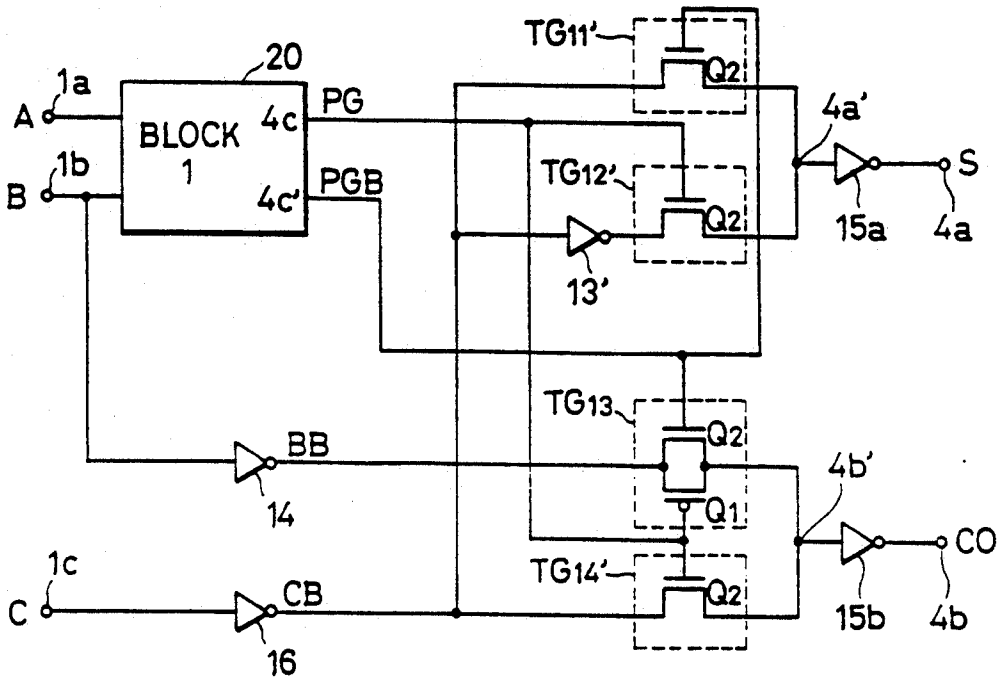 TG11'
Q2
20
1a
A
PG
4c
BLOCK
1
1b
B
PGB
4c'
4a'
S
15a
4a
TG12'
Q2
13'
TG13
Q2
BB
14
Q1
4b'
CO
15b
4b
1c
C
CB
16
TG14'
Q2